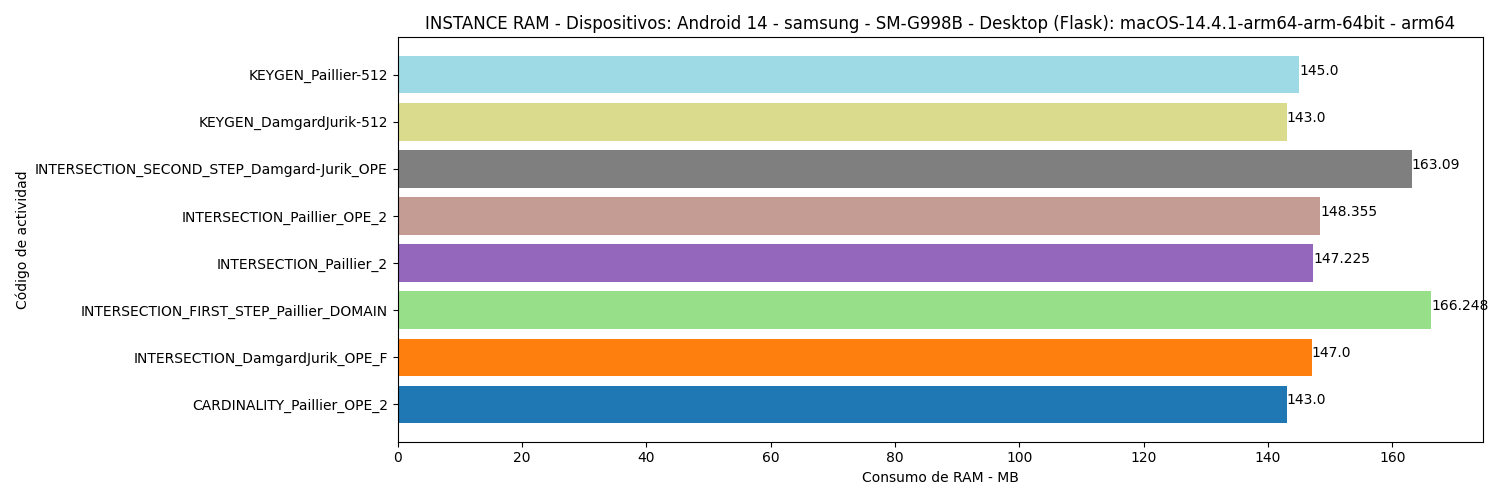 INSTANCE RAM - Dispositivos: Android 14 - samsung - SM-G998B - Desktop (Flask): macOS-14.4.1-arm64-arm-64bit - arm64
Código de actividad
KEYGEN_Paillier-512 145.0
KEYGEN_DamgardJurik-512 143.0
INTERSECTION_SECOND_STEP_Damgard-Jurik_OPE 163.09
INTERSECTION_Paillier_OPE_2 148.355
INTERSECTION_Paillier_2 147.225
INTERSECTION_FIRST_STEP_Paillier_DOMAIN 166.248
INTERSECTION_DamgardJurik_OPE_F 147.0
CARDINALITY_Paillier_OPE_2 143.0
0 20 40 60 80 100 120 140 160
Consumo de RAM - MB